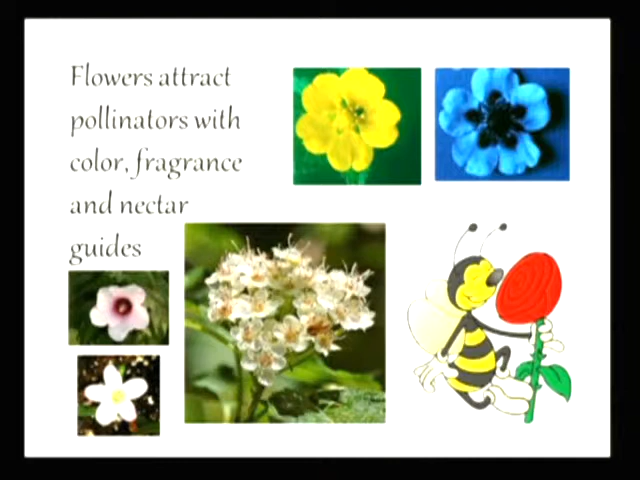 Flowers attract
pollinators with
color, fragrance
and nectar
guides